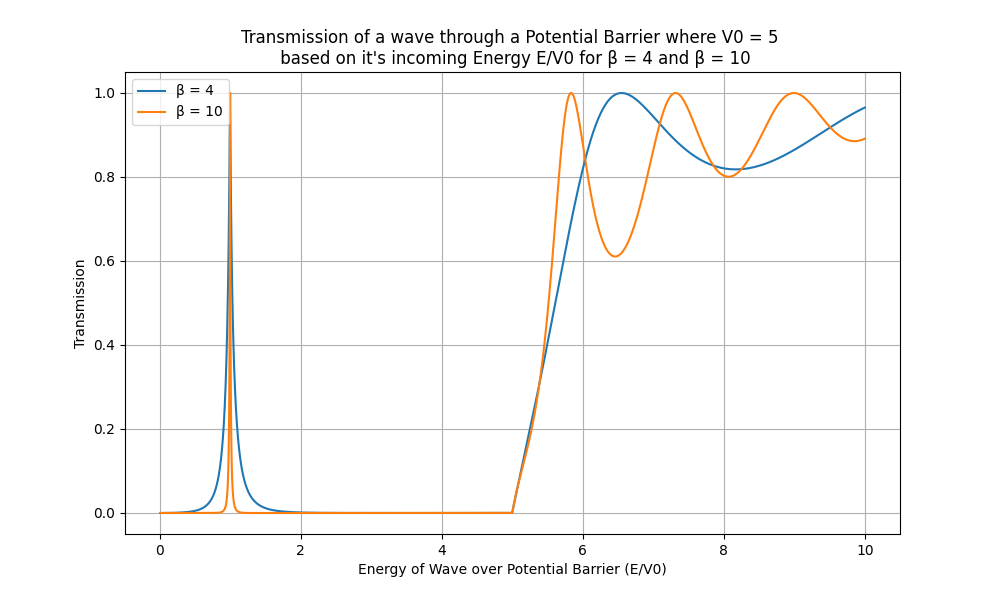 Transmission of a wave through a Potential Barrier where V0 = 5
based on it's incoming Energy E/V0 for β = 4 and β = 10
β = 4
β = 10
1.0
0.8
0.6
0.4
0.2
0.0
Transmission
0 2 4 6 8 10
Energy of Wave over Potential Barrier (E/V0)